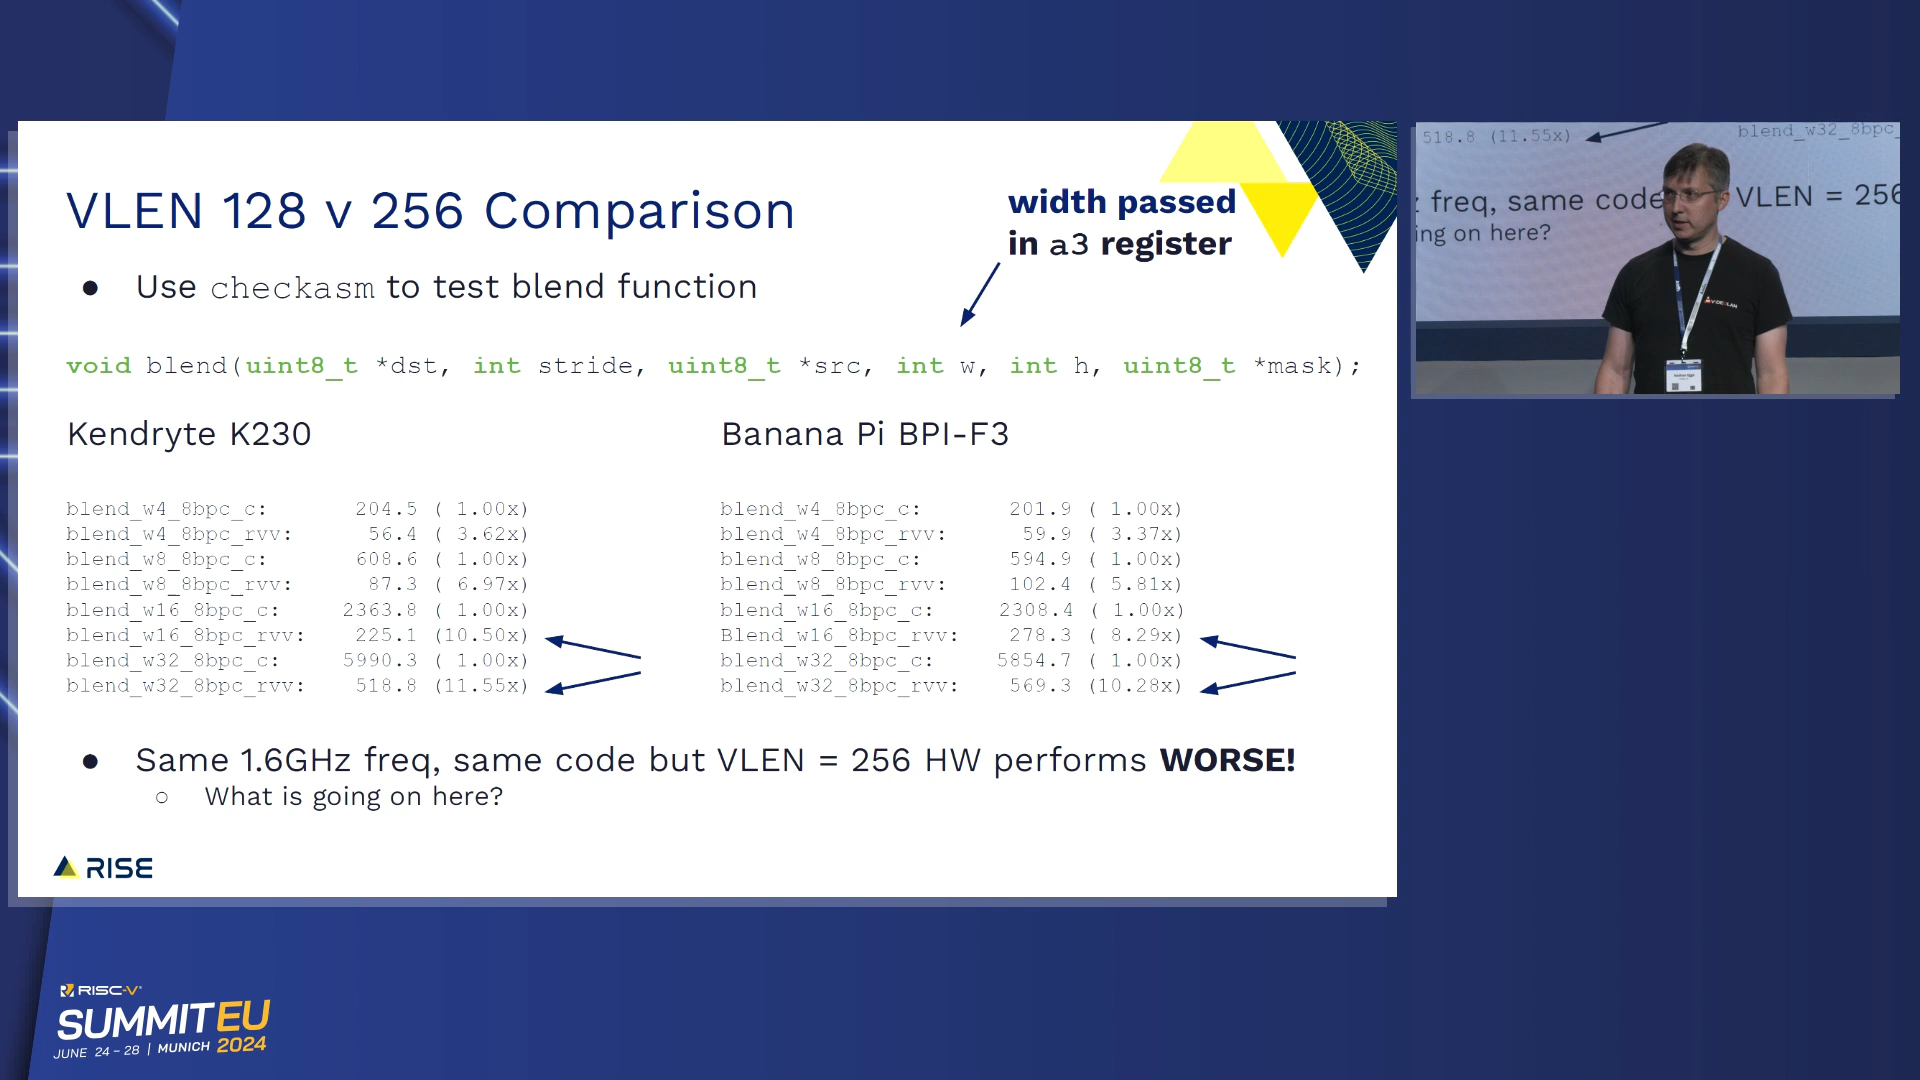 VLEN 128 v 256 Comparison
width passed
in a3 register
● Use checkasm to test blend function
void blend(uint8_t *dst, int stride, uint8_t *src, int w, int h, uint8_t *mask);
Kendryte K230
blend_w4_8bpc_c: 204.5 ( 1.00x)
blend_w4_8bpc_rvv: 56.4 ( 3.62x)
blend_w8_8bpc_c: 608.6 ( 1.00x)
blend_w8_8bpc_rvv: 87.3 ( 6.97x)
blend_w16_8bpc_c: 2363.8 ( 1.00x)
blend_w16_8bpc_rvv: 225.1 (10.50x)
blend_w32_8bpc_c: 5990.3 ( 1.00x)
blend_w32_8bpc_rvv: 518.8 (11.55x)
Banana Pi BPI-F3
blend_w4_8bpc_c: 201.9 ( 1.00x)
blend_w4_8bpc_rvv: 59.9 ( 3.37x)
blend_w8_8bpc_c: 594.9 ( 1.00x)
blend_w8_8bpc_rvv: 102.4 ( 5.81x)
blend_w16_8bpc_c: 2308.4 ( 1.00x)
Blend_w16_8bpc_rvv: 278.3 ( 8.29x)
blend_w32_8bpc_c: 5854.7 ( 1.00x)
blend_w32_8bpc_rvv: 569.3 (10.28x)
● Same 1.6GHz freq, same code but VLEN = 256 HW performs WORSE!
○ What is going on here?
RISE
518.8 (11.55x) blend_w32_8bpc_
freq, same code VLEN = 256
ing on here?
RISC-V
SUMMIT EU
JUNE 24 – 28 | MUNICH 2024